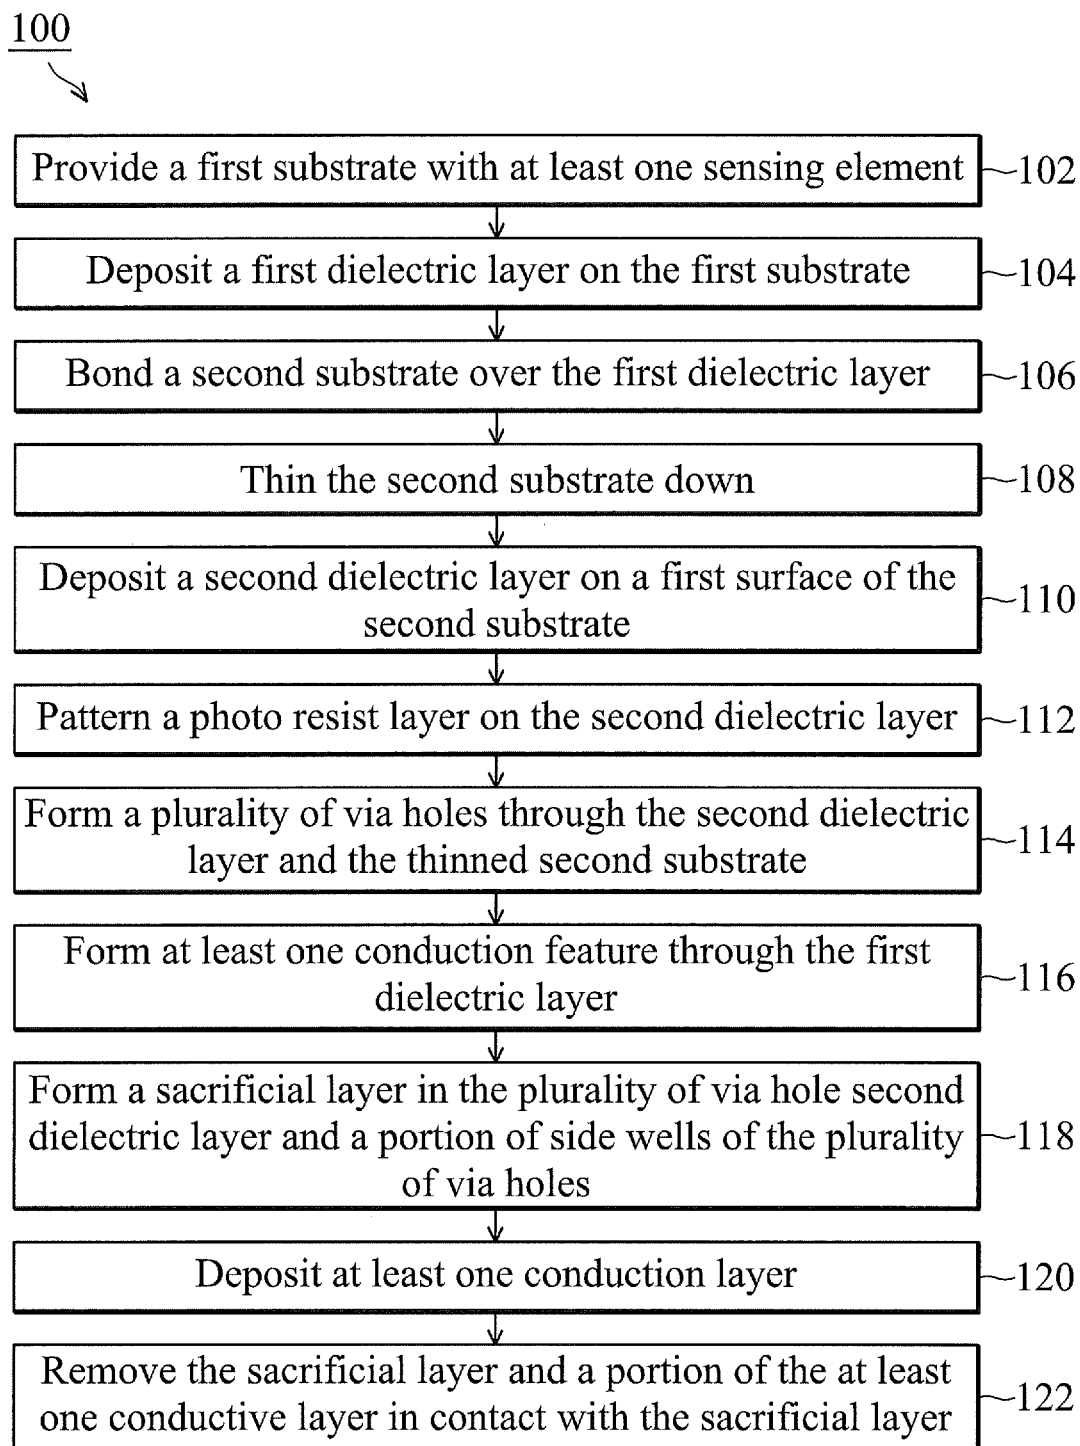 100
Provide a first substrate with at least one sensing element
102
Deposit a first dielectric layer on the first substrate
104
Bond a second substrate over the first dielectric layer
106
Thin the second substrate down
108
Deposit a second dielectric layer on a first surface of the
second substrate
110
Pattern a photo resist layer on the second dielectric layer
112
Form a plurality of via holes through the second dielectric
layer and the thinned second substrate
114
Form at least one conduction feature through the first
dielectric layer
116
Form a sacrificial layer in the plurality of via hole second
dielectric layer and a portion of side wells of the plurality
of via holes
118
Deposit at least one conduction layer
120
Remove the sacrificial layer and a portion of the at least
one conductive layer in contact with the sacrificial layer
122